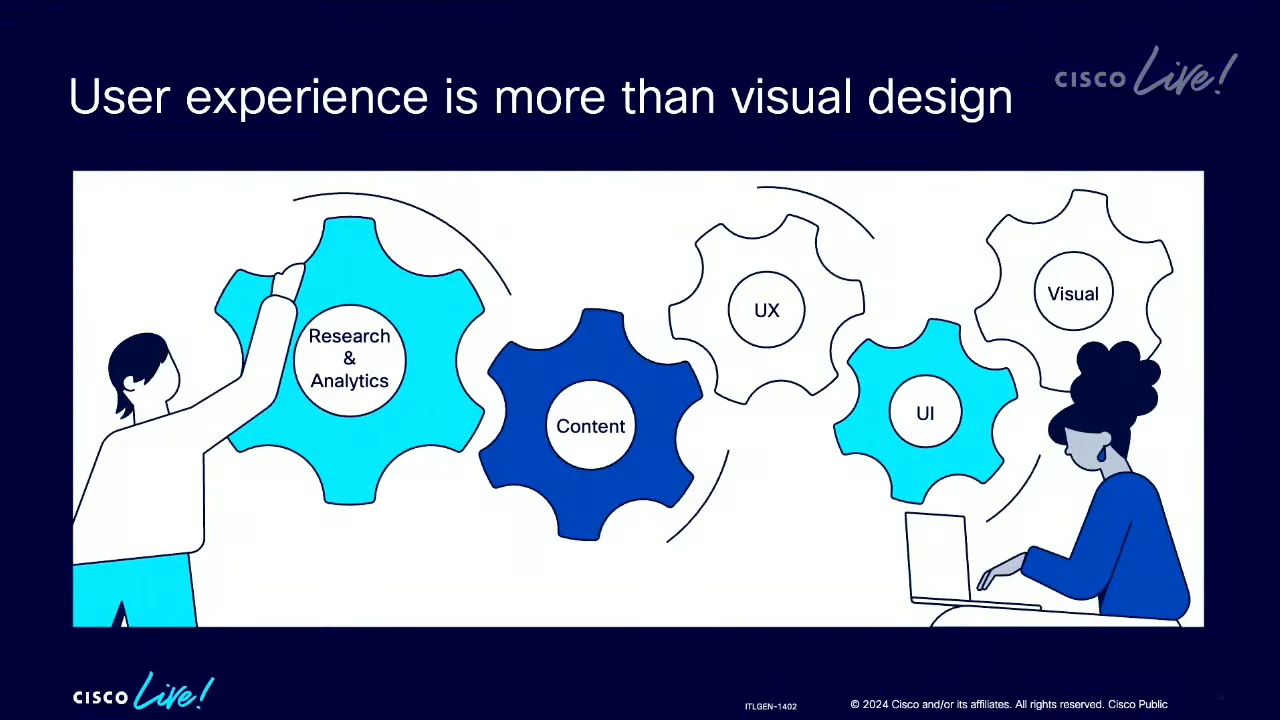 User experience is more than visual design
CISCO Live!
Research
&
Analytics
Content
UX
UI
Visual
CISCO Live!
ITLGEN-1402
© 2024 Cisco and/or its affiliates. All rights reserved. Cisco Public